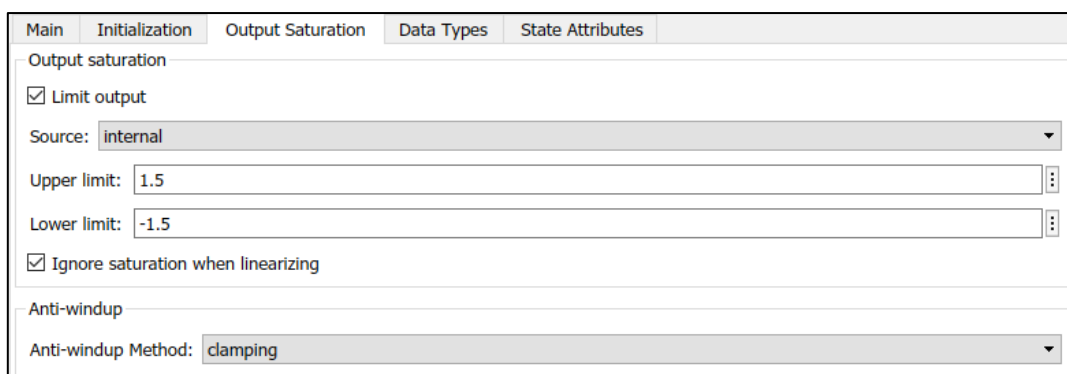 Main Initialization Output Saturation Data Types State Attributes
Output saturation
Limit output
Source: internal
Upper limit: 1.5
Lower limit: -1.5
Ignore saturation when linearizing
Anti-windup
Anti-windup Method: clamping